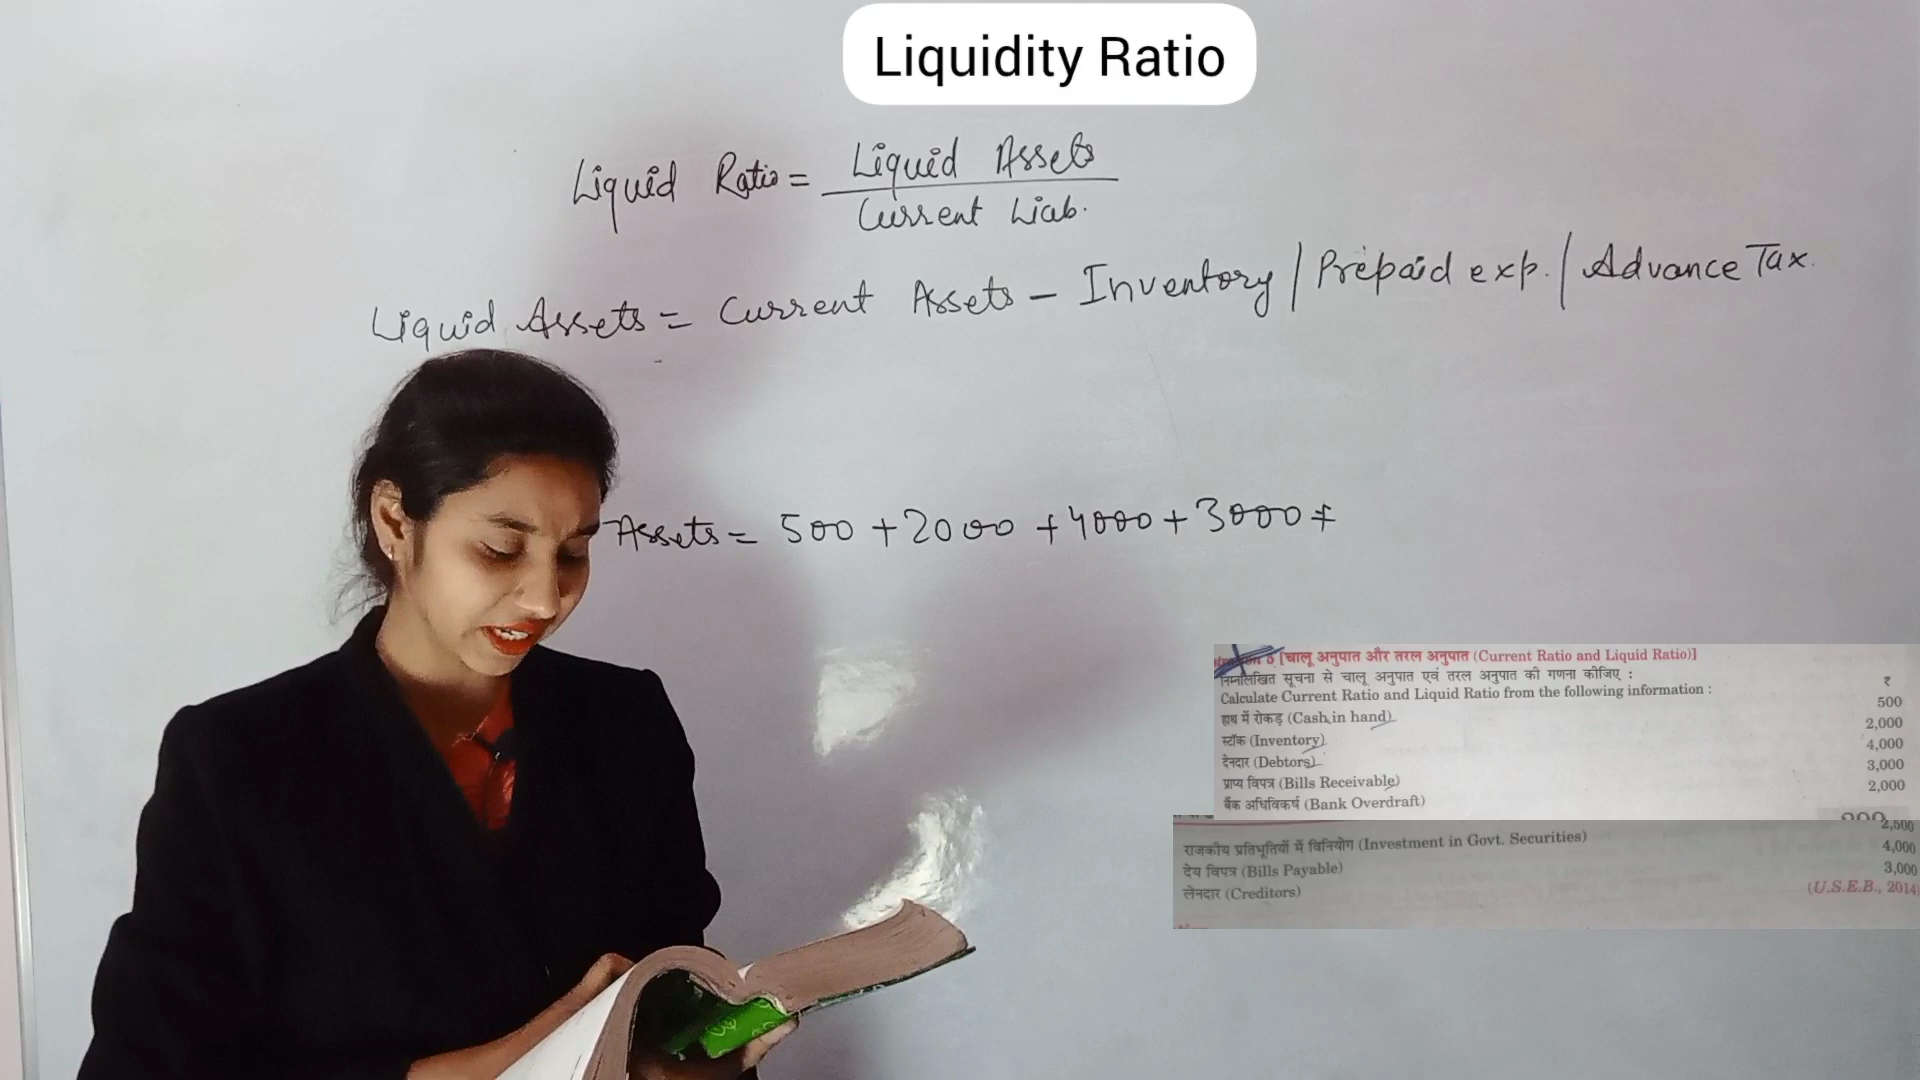 Liquidity Ratio
Liquid Ratio = Liquid Assets
Current Liab.
Liquid Assets = Current Assets - Inventory / Prepaid exp. / Advance Tax.
Assets = 500 + 2000 + 4000 + 3000 +
[चालू अनुपात और तरल अनुपात (Current Ratio and Liquid Ratio)]
निम्नलिखित सूचना से चालू अनुपात एवं तरल अनुपात की गणना कीजिए :
Calculate Current Ratio and Liquid Ratio from the following information : ₹
हाथ में रोकड़ (Cash in hand) 500
स्टॉक (Inventory) 2,000
देनदार (Debtors) 4,000
प्राप्य विपत्र (Bills Receivable) 3,000
बैंक अधिविकर्ष (Bank Overdraft) 2,000
राजकीय प्रतिभूतियों में विनियोग (Investment in Govt. Securities) 2,500
देय विपत्र (Bills Payable) 4,000
लेनदार (Creditors) 3,000
(U.S.E.B., 2014